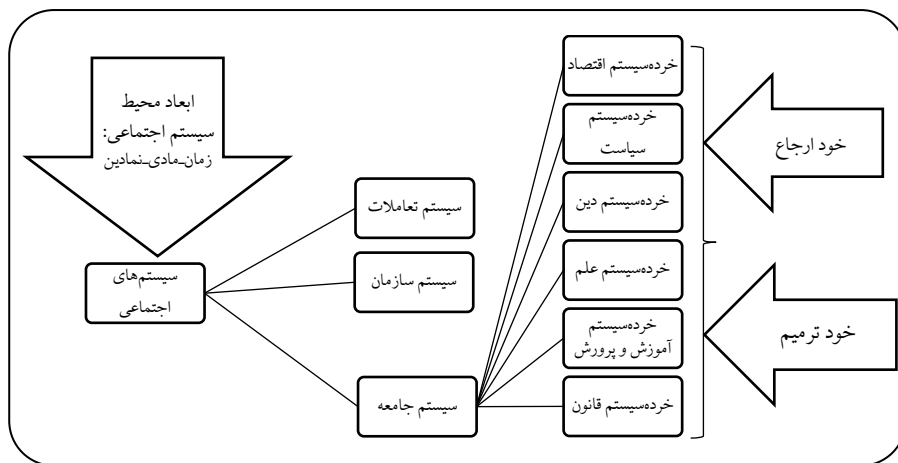 ابعاد محیط
سیستم اجتماعی:
زمان-مادی-نمادین
سیستم‌های
اجتماعی
سیستم تعاملات
سیستم سازمان
سیستم جامعه
خرده‌سیستم اقتصاد
خرده‌سیستم
سیاست
خرده‌سیستم دین
خرده‌سیستم علم
خرده‌سیستم
آموزش و پرورش
خرده‌سیستم قانون
خود ارجاع
خود ترمیم